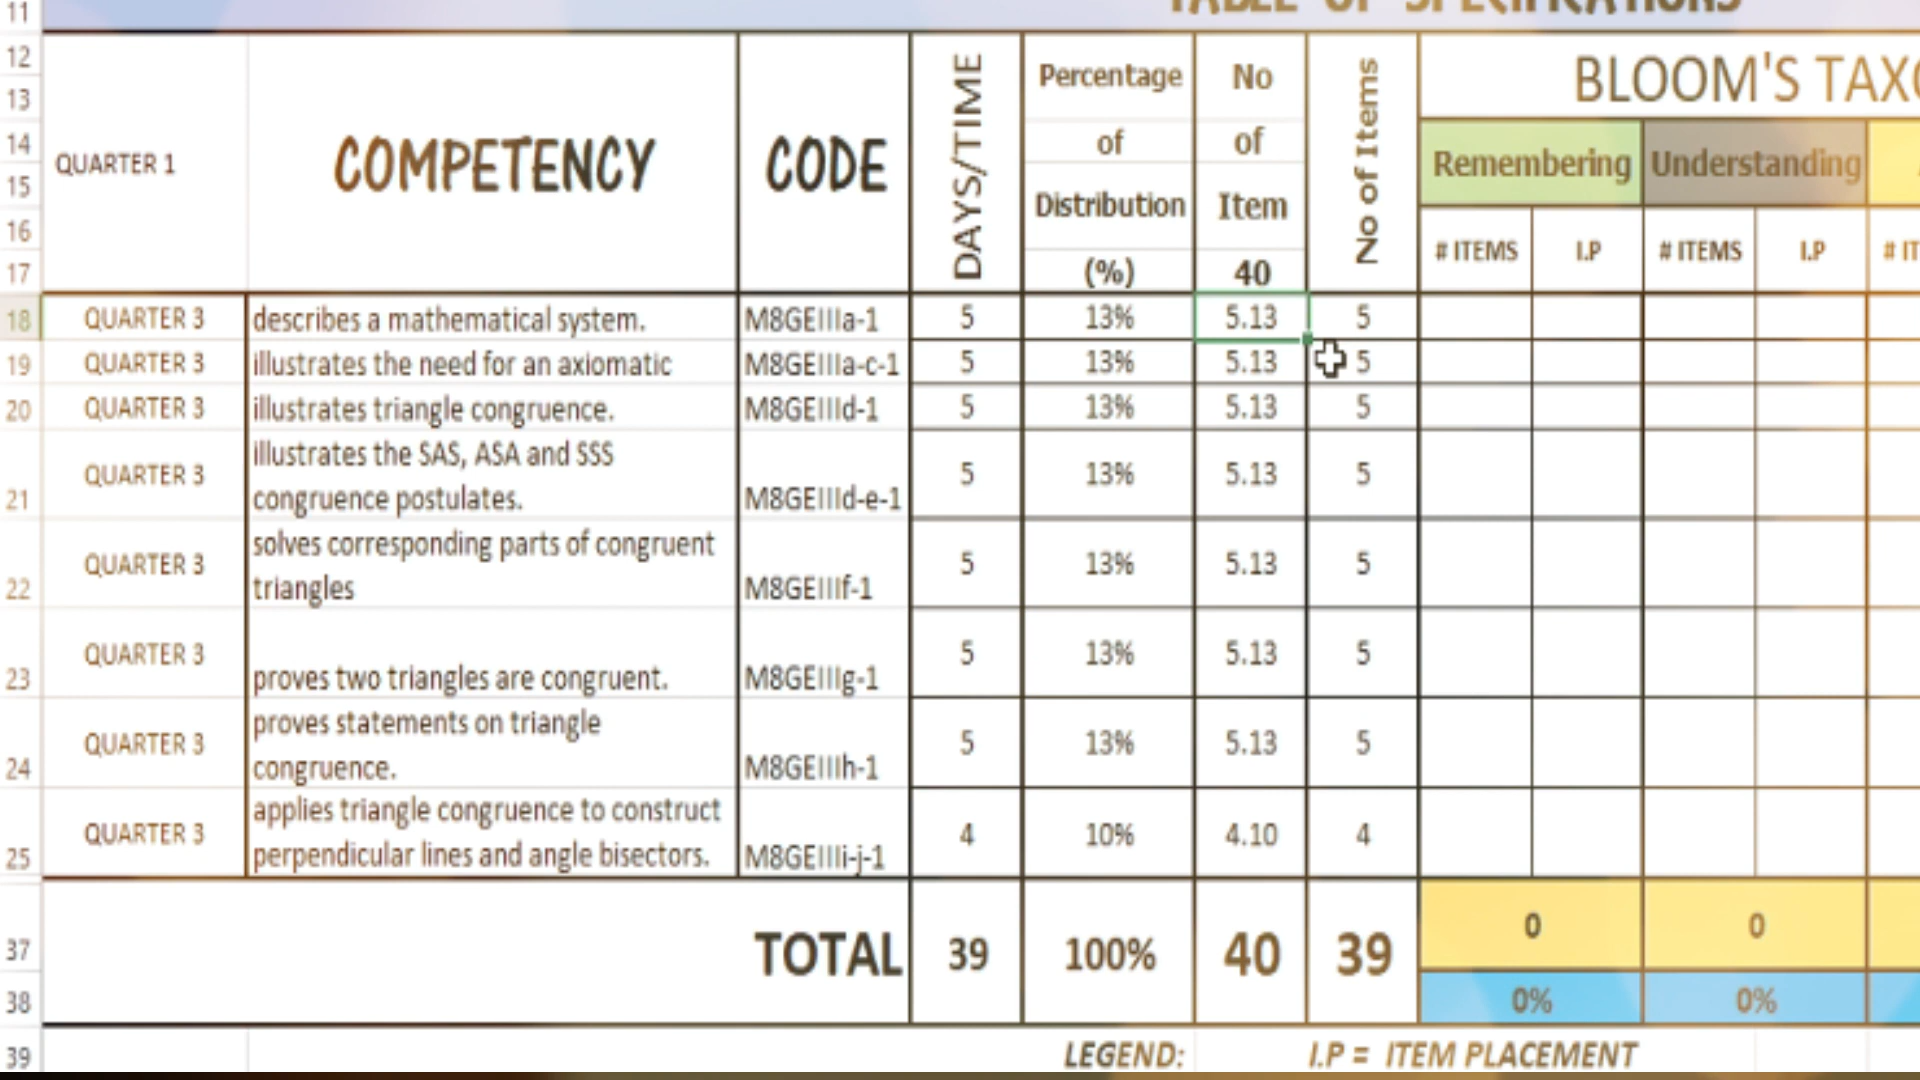 11 TABLE OF SPECIFICATIONS
12
13
14
15
16
17
QUARTER 1
COMPETENCY
CODE
DAYS/TIME
Percentage
of
Distribution
(%)
No
of
Item
40
No of Items
BLOOM'S
Remembering
Understanding
# ITEMS I.P # ITEMS I.P
18 QUARTER 3 describes a mathematical system. M8GEIIIa-1 5 13% 5.13 5
19 QUARTER 3 illustrates the need for an axiomatic M8GEIIIa-c-1 5 13% 5.13 5
20 QUARTER 3 illustrates triangle congruence. M8GEIIId-1 5 13% 5.13 5
21 QUARTER 3 illustrates the SAS, ASA and SSS
congruence postulates. M8GEIIId-e-1 5 13% 5.13 5
22 QUARTER 3 solves corresponding parts of congruent
triangles M8GEIIIf-1 5 13% 5.13 5
23 QUARTER 3 proves two triangles are congruent. M8GEIIIg-1 5 13% 5.13 5
24 QUARTER 3 proves statements on triangle
congruence. M8GEIIIh-1 5 13% 5.13 5
25 QUARTER 3 applies triangle congruence to construct
perpendicular lines and angle bisectors. M8GEIIIi-j-1 4 10% 4.10 4
37 TOTAL 39 100% 40 39 0 0
38 0% 0%
39 LEGEND: I.P = ITEM PLACEMENT